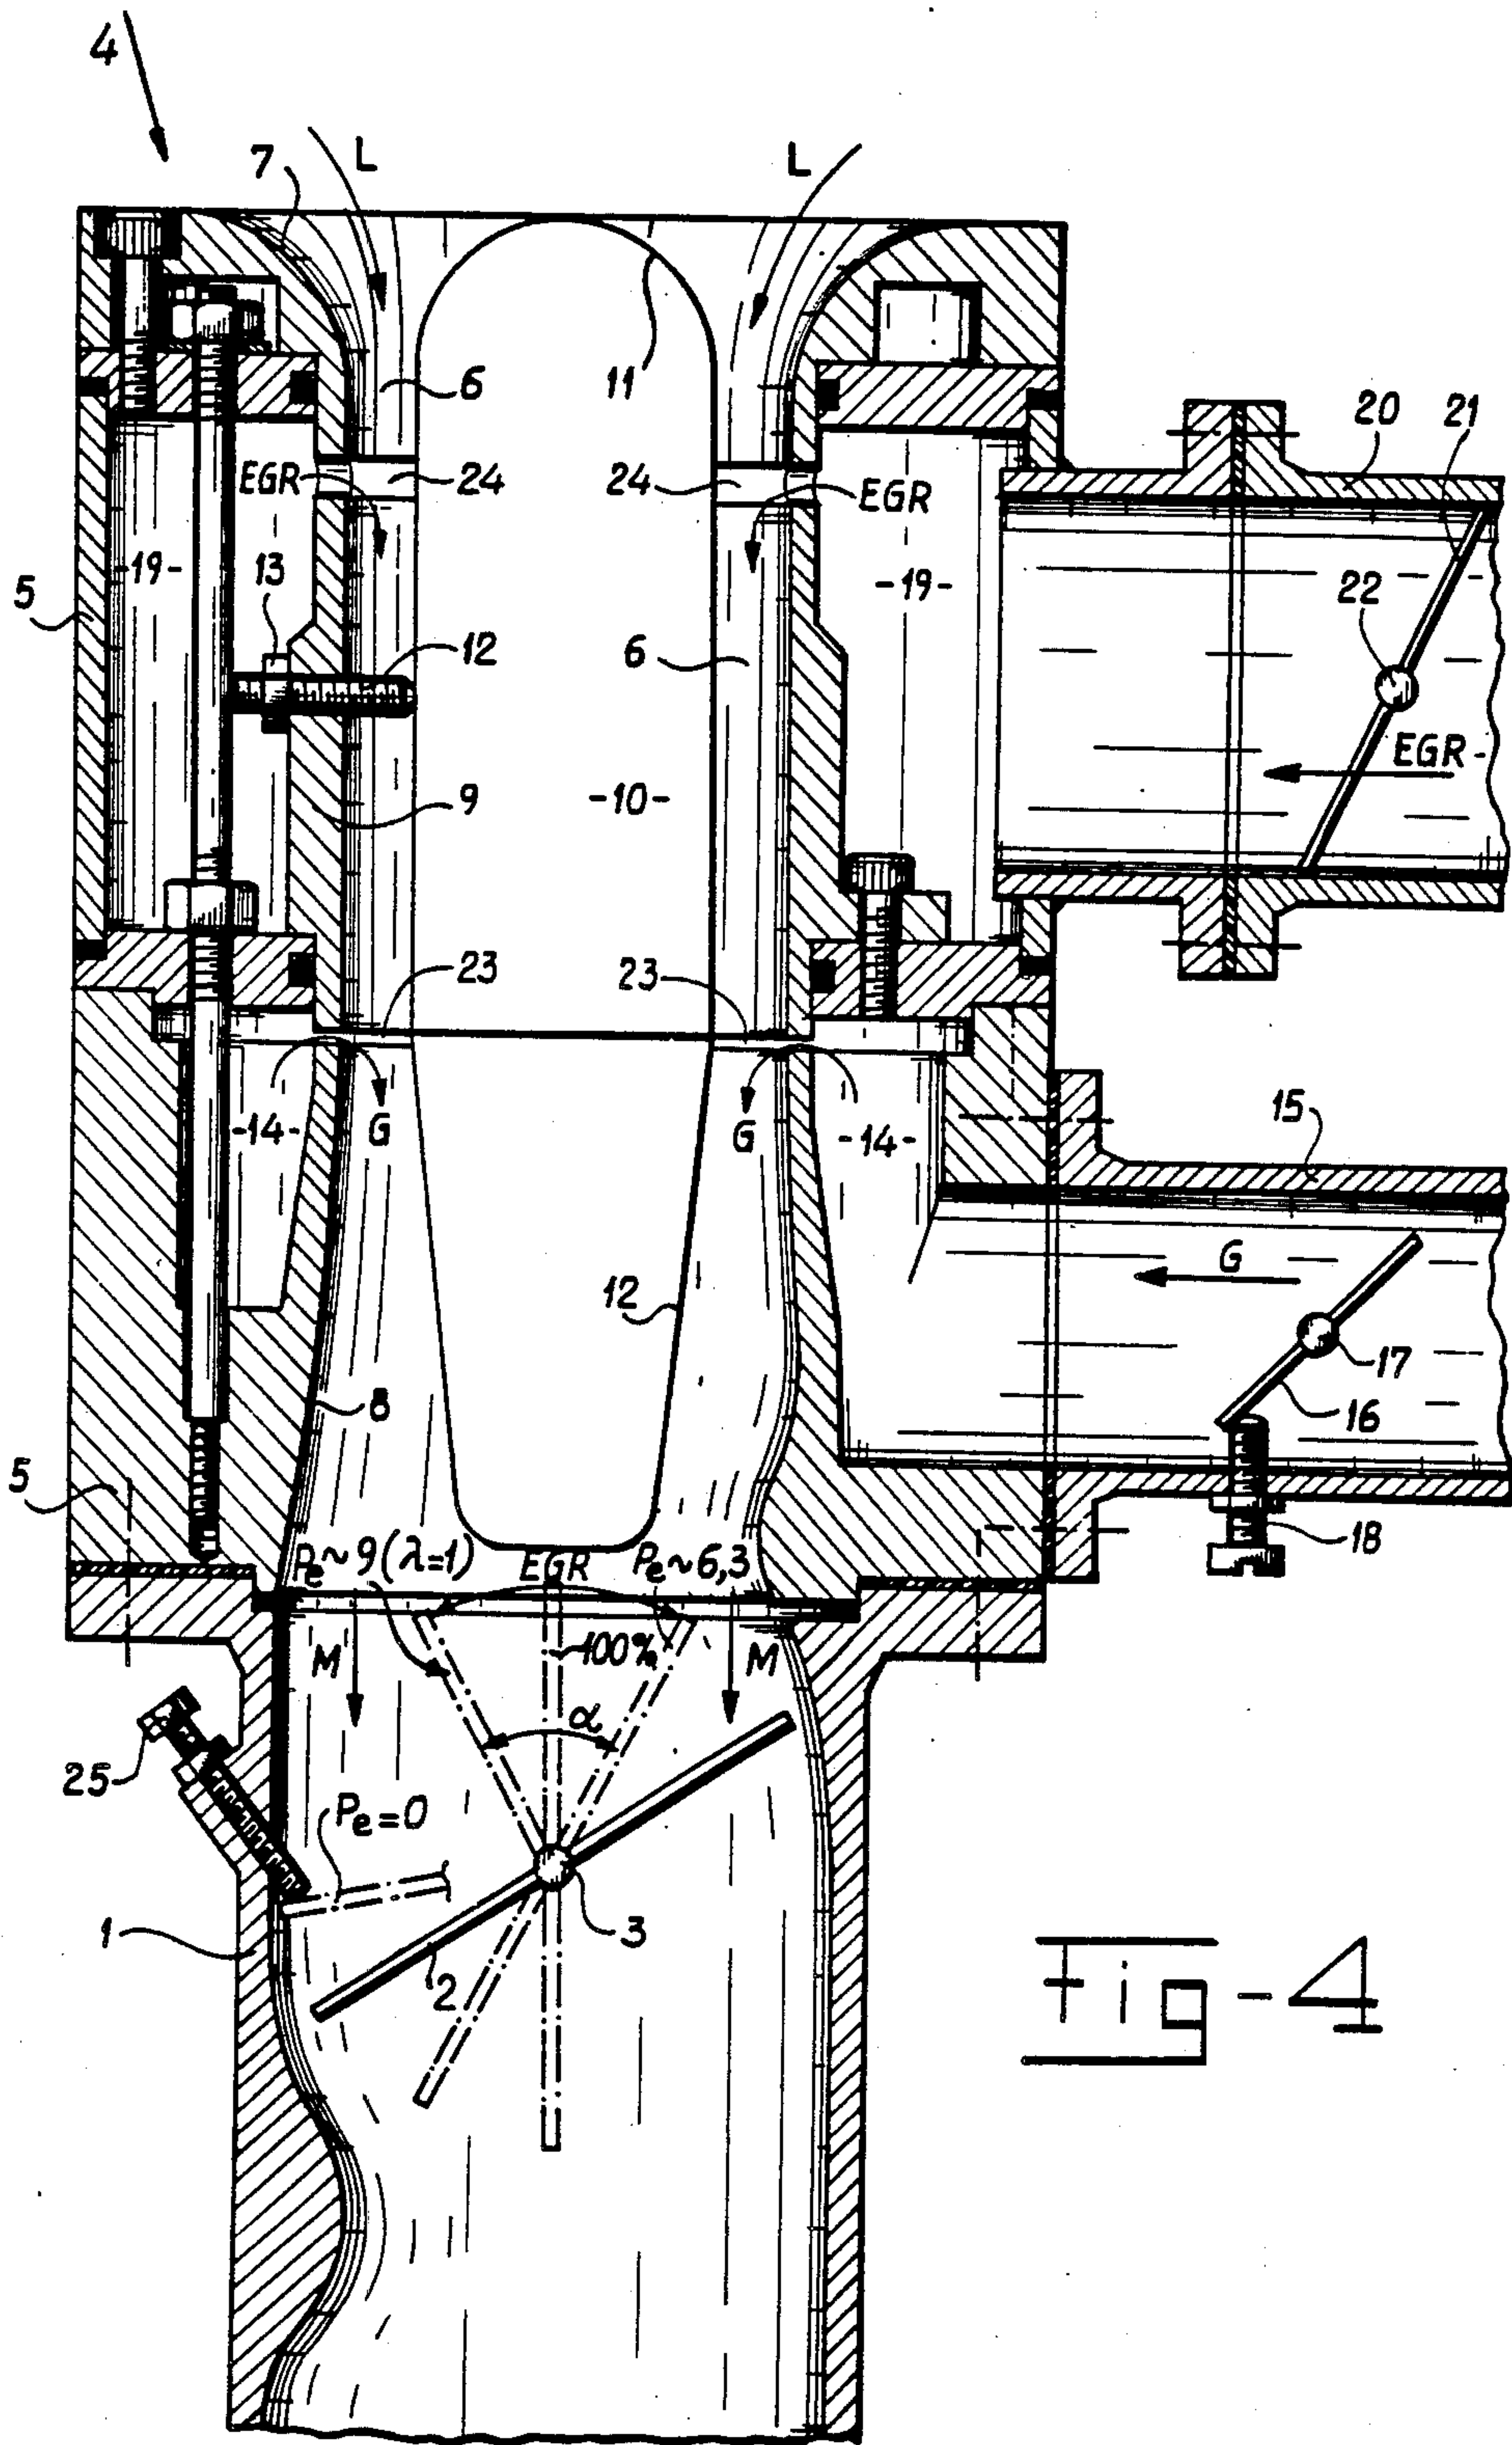 4
7
L
L
11
6
20
21
EGR
24
24
EGR
-19-
13
-19-
22
5
12
6
EGR-
9
-10-
23
23
-14-
G
G
-14-
15
G
12
17
8
16
5
18
Pe~9(λ=1)
EGR
Pe~6,3
M
100%
M
α
25
Pe=0
1
3
2
Fig-4